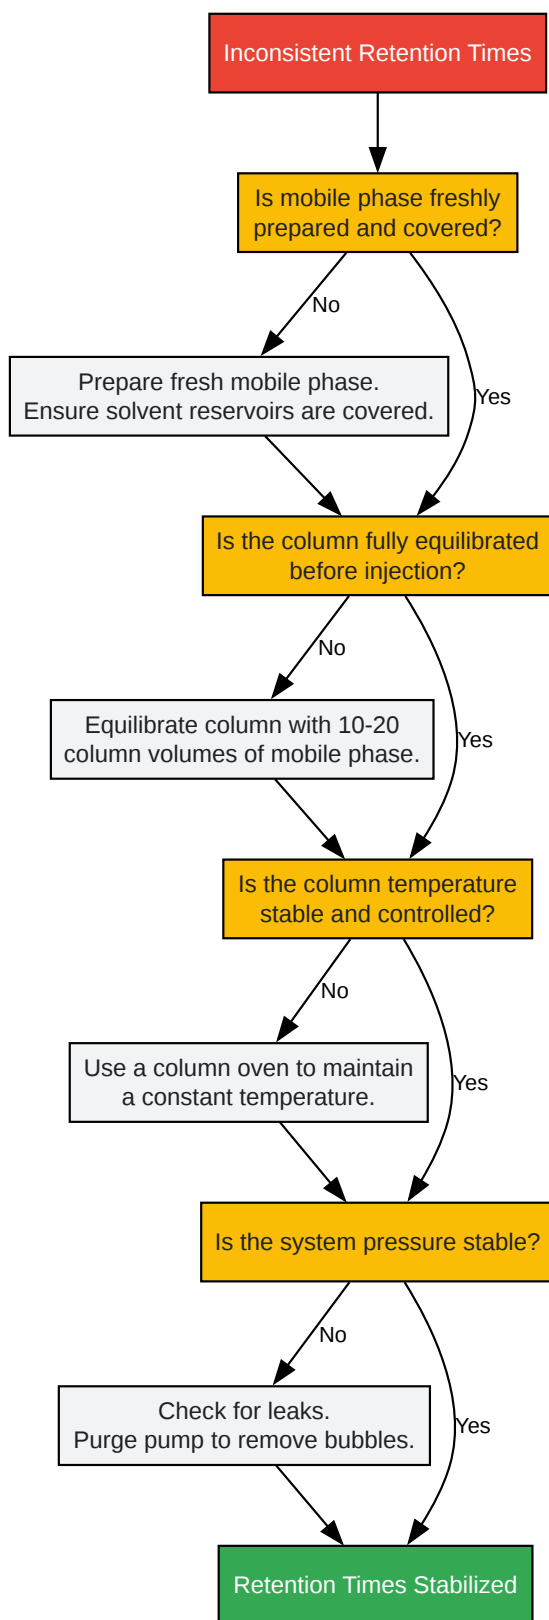 Inconsistent Retention Times
Is mobile phase freshly
prepared and covered?
No
Prepare fresh mobile phase.
Ensure solvent reservoirs are covered.
Yes
Is the column fully equilibrated
before injection?
No
Equilibrate column with 10-20
column volumes of mobile phase.
Yes
Is the column temperature
stable and controlled?
No
Use a column oven to maintain
a constant temperature.
Yes
Is the system pressure stable?
No
Check for leaks.
Purge pump to remove bubbles.
Yes
Retention Times Stabilized